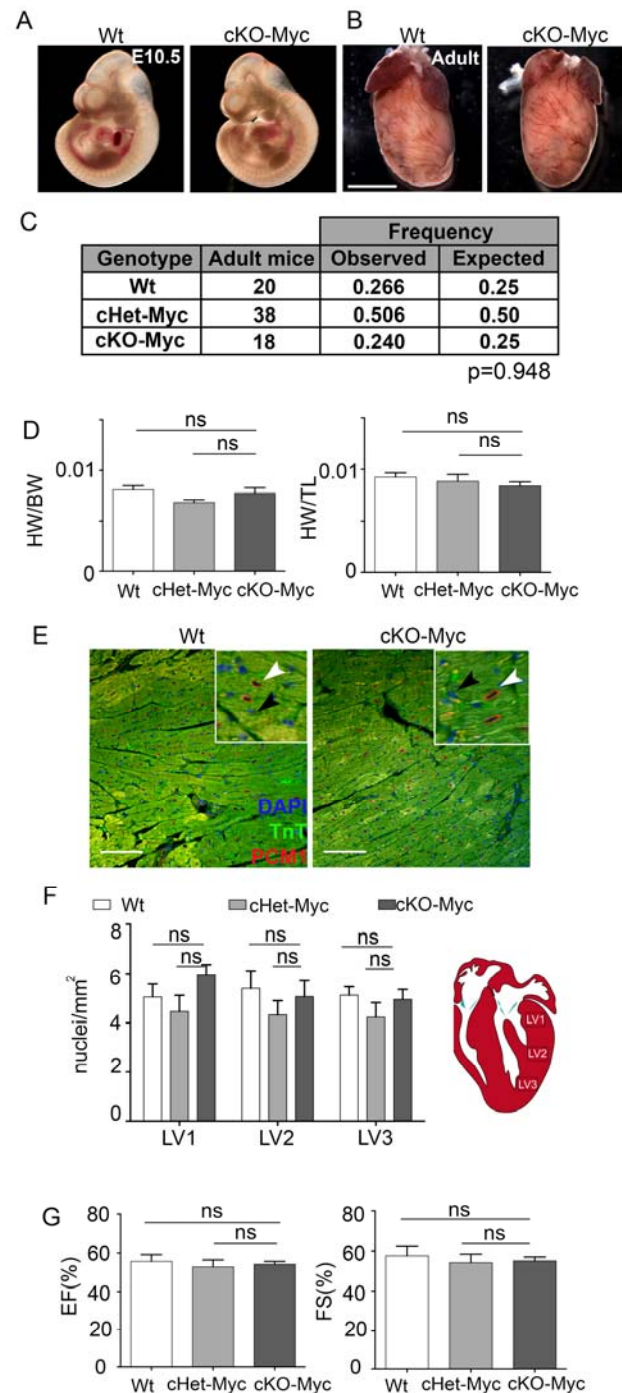 A
Wt
cKO-Myc
B
Wt
cKO-Myc
E10.5
Adult
C
Frequency
Genotype Adult mice Observed Expected
Wt 20 0.266 0.25
cHet-Myc 38 0.506 0.50
cKO-Myc 18 0.240 0.25
p=0.948
D
ns
ns
0.01
HW/BW
0
Wt cHet-Myc cKO-Myc
ns
ns
0.01
HW/TL
0
Wt cHet-Myc cKO-Myc
E
Wt
cKO-Myc
DAPI
TnT
PCM1
F
Wt cHet-Myc cKO-Myc
8
6
4
2
0
nuclei/mm²
ns ns ns
ns ns ns
LV1 LV2 LV3
LV1
LV2
LV3
G
80
60
40
20
0
EF(%)
ns
ns
Wt cHet-Myc cKO-Myc
80
60
40
20
0
FS(%)
ns
ns
Wt cHet-Myc cKO-Myc